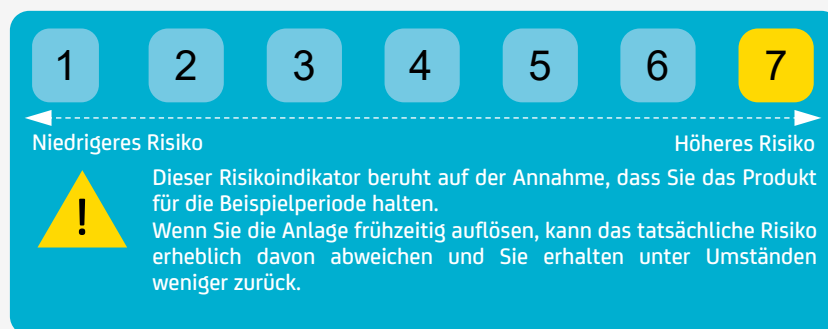 1 2 3 4 5 6 7
Niedrigeres Risiko Höheres Risiko
Dieser Risikoindikator beruht auf der Annahme, dass Sie das Produkt
für die Beispielperiode halten.
Wenn Sie die Anlage frühzeitig auflösen, kann das tatsächliche Risiko
erheblich davon abweichen und Sie erhalten unter Umständen
weniger zurück.
!